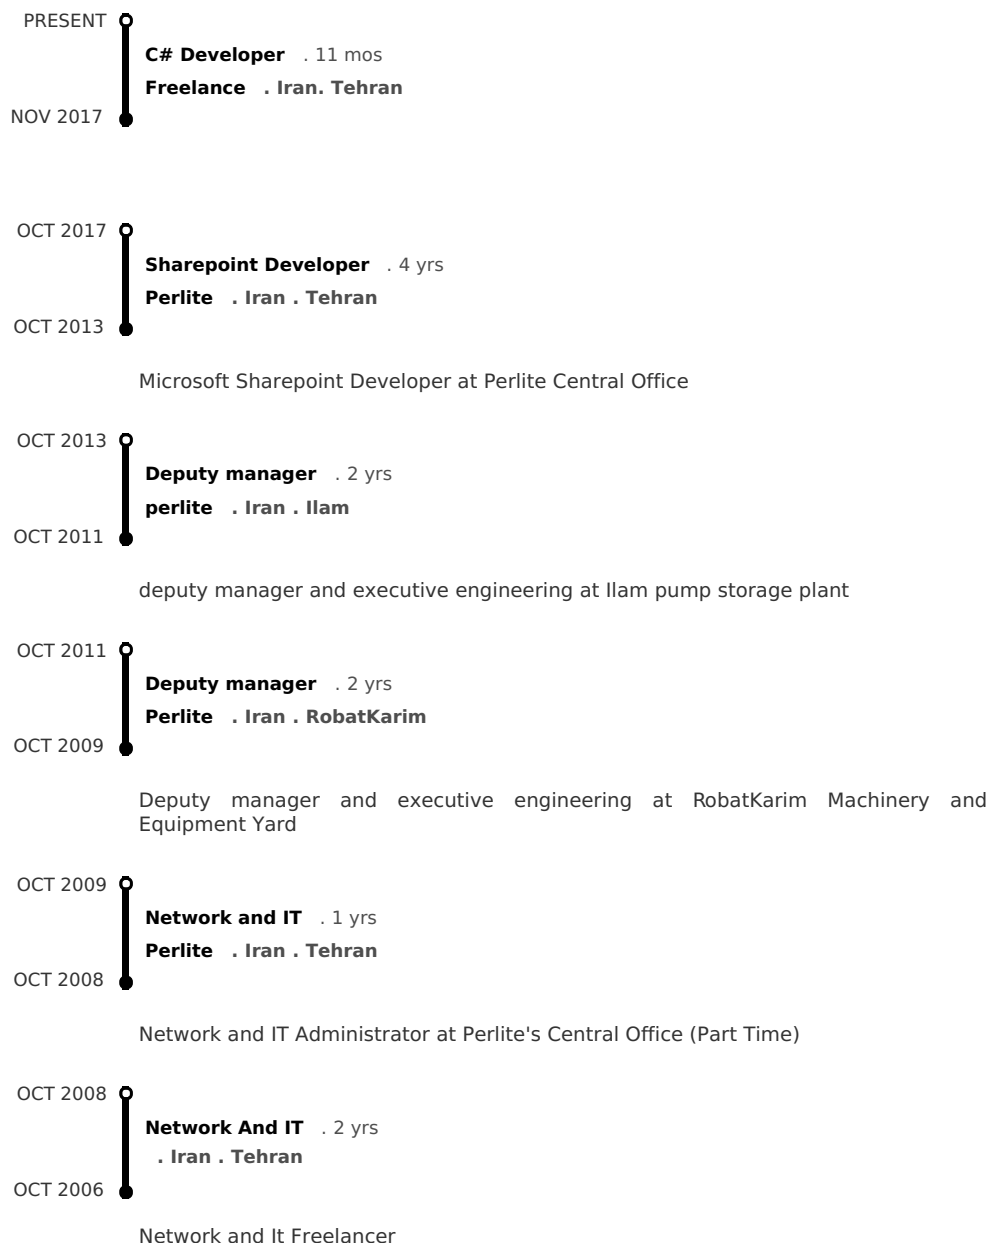 PRESENT
C# Developer . 11 mos
Freelance . Iran. Tehran
NOV 2017
OCT 2017
Sharepoint Developer . 4 yrs
Perlite . Iran . Tehran
OCT 2013
Microsoft Sharepoint Developer at Perlite Central Office
OCT 2013
Deputy manager . 2 yrs
perlite . Iran . Ilam
OCT 2011
deputy manager and executive engineering at Ilam pump storage plant
OCT 2011
Deputy manager . 2 yrs
Perlite . Iran . RobatKarim
OCT 2009
Deputy manager and executive engineering at RobatKarim Machinery and
Equipment Yard
OCT 2009
Network and IT . 1 yrs
Perlite . Iran . Tehran
OCT 2008
Network and IT Administrator at Perlite's Central Office (Part Time)
OCT 2008
Network And IT . 2 yrs
. Iran . Tehran
OCT 2006
Network and It Freelancer